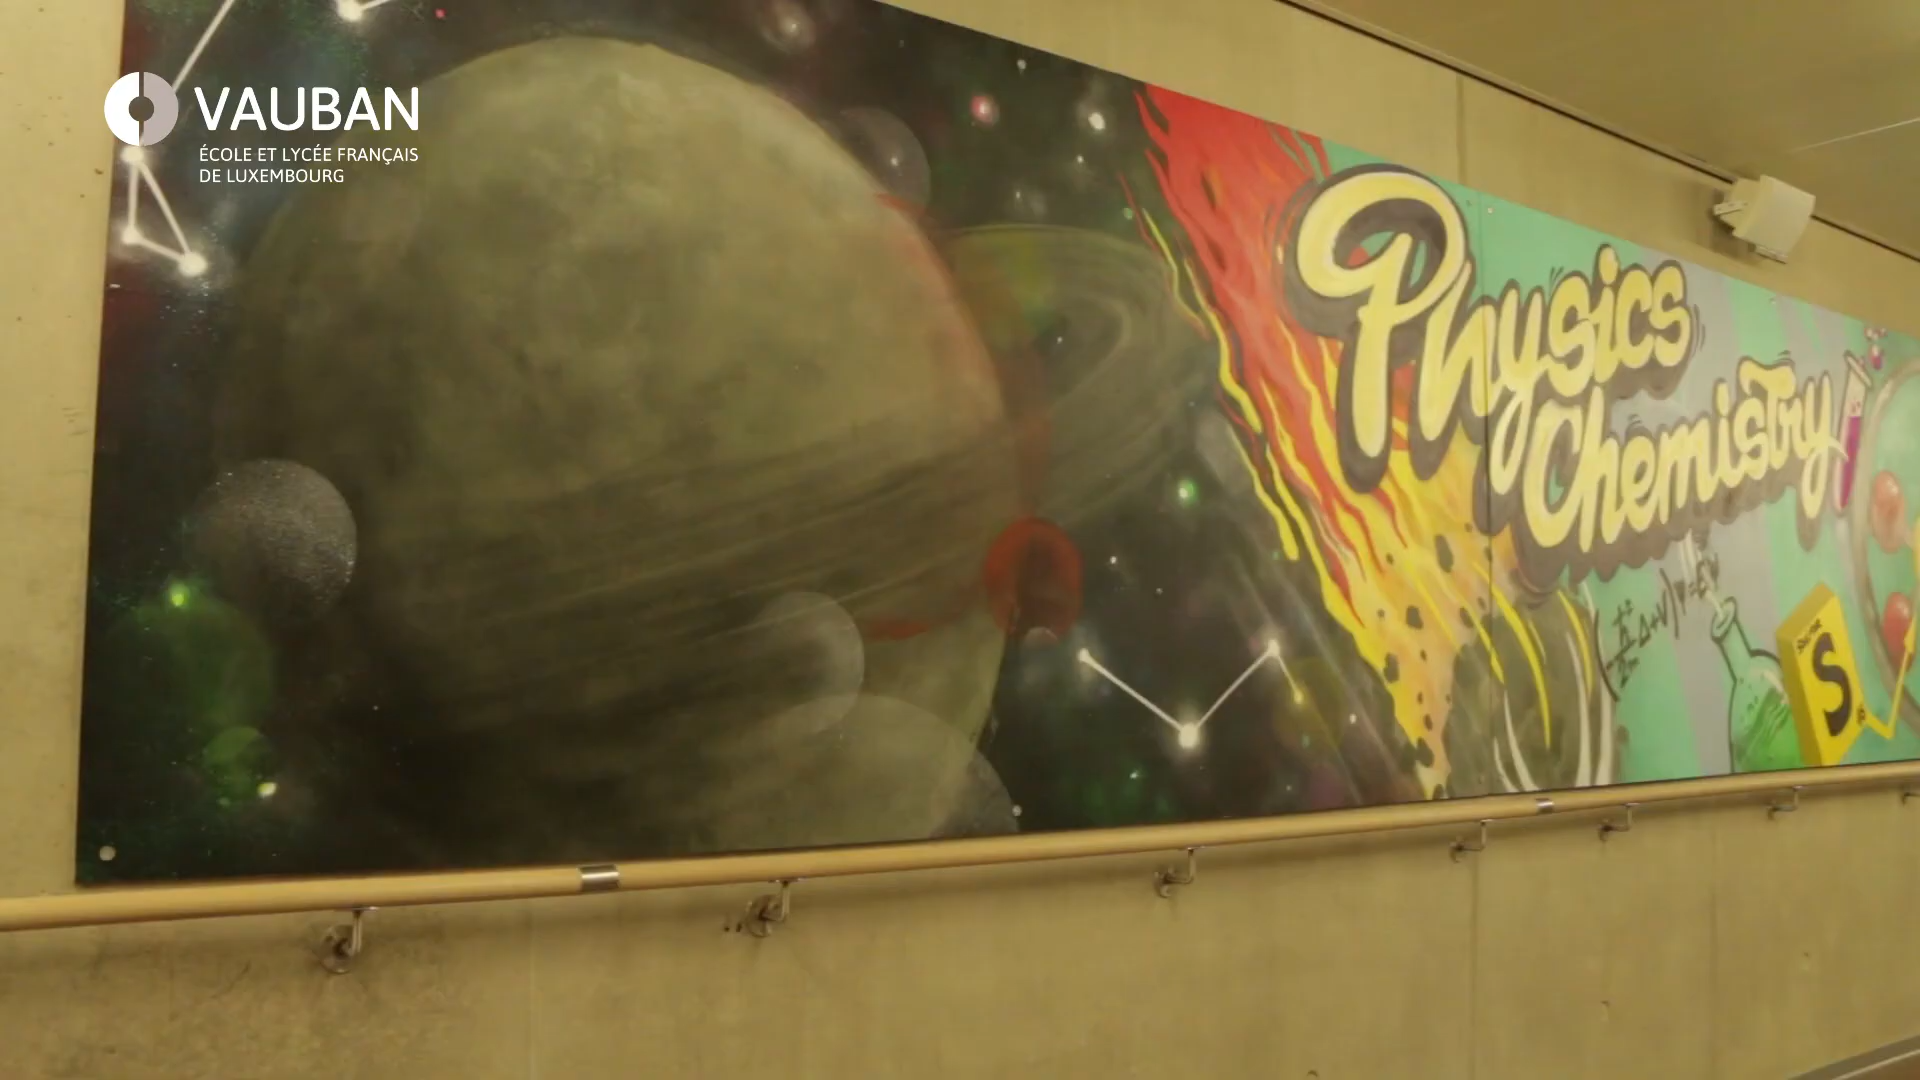 VAUBAN
ÉCOLE ET LYCÉE FRANÇAIS
DE LUXEMBOURG
Physics
Chemistry
S